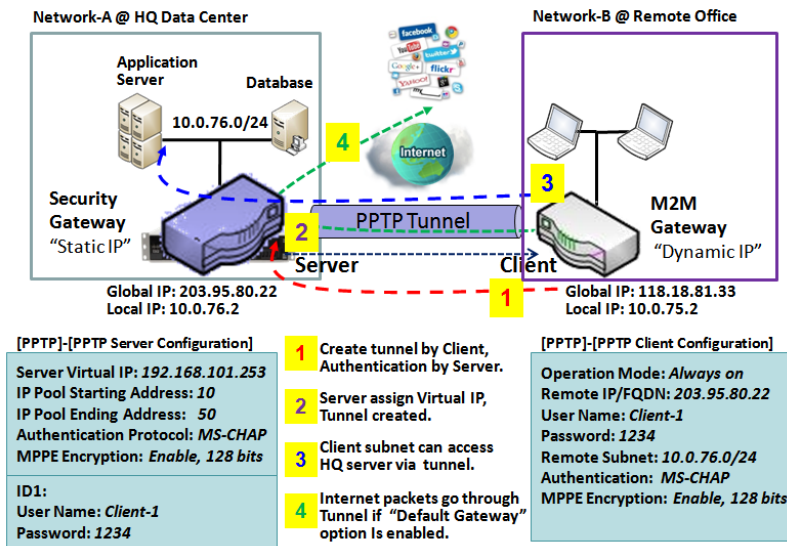 Network-A @ HQ Data Center
Network-B @ Remote Office
facebook
YouTube
twitter
Google+
flickr
YAHOO!
my
Application
Server
Database
10.0.76.0/24
4
Internet
3
Security
Gateway
"Static IP"
PPTP Tunnel
2
M2M
Gateway
"Dynamic IP"
Server
Client
1
Global IP: 203.95.80.22
Local IP: 10.0.76.2
Global IP: 118.18.81.33
Local IP: 10.0.75.2
[PPTP]-[PPTP Server Configuration]
Server Virtual IP: 192.168.101.253
IP Pool Starting Address: 10
IP Pool Ending Address: 50
Authentication Protocol: MS-CHAP
MPPE Encryption: Enable, 128 bits
ID1:
User Name: Client-1
Password: 1234
1
Create tunnel by Client,
Authentication by Server.
2
Server assign Virtual IP,
Tunnel created.
3
Client subnet can access
HQ server via tunnel.
4
Internet packets go through
Tunnel if "Default Gateway"
option Is enabled.
[PPTP]-[PPTP Client Configuration]
Operation Mode: Always on
Remote IP/FQDN: 203.95.80.22
User Name: Client-1
Password: 1234
Remote Subnet: 10.0.76.0/24
Authentication: MS-CHAP
MPPE Encryption: Enable, 128 bits